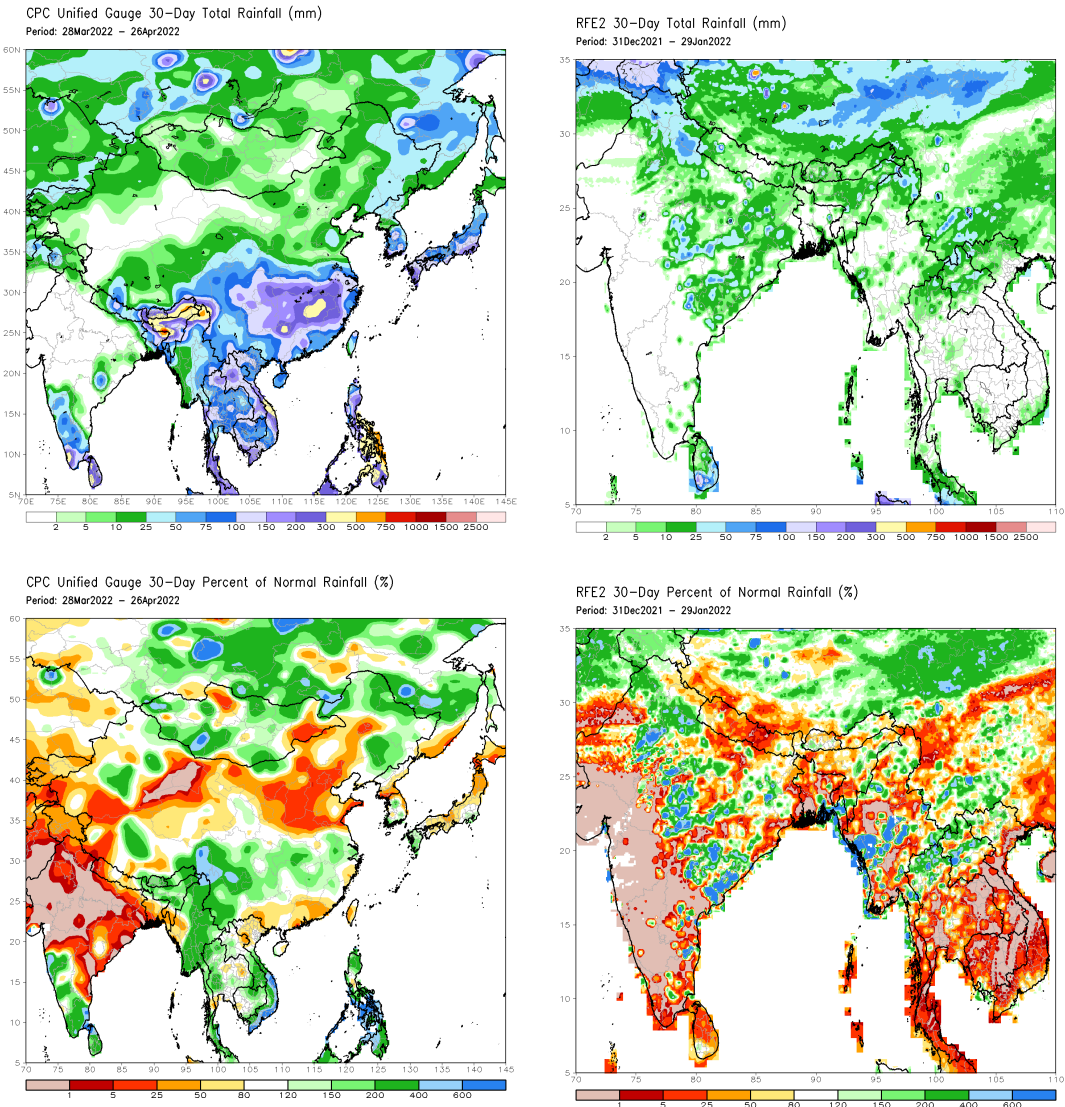 CPC Unified Gauge 30-Day Total Rainfall (mm)
Period: 28Mar2022 - 26Apr2022
60N
55N
50N
45N
40N
35N
30N
25N
20N
15N
10N
5N
70E 75E 80E 85E 90E 95E 100E 105E 110E 115E 120E 125E 130E 135E 140E 145E
2 5 10 25 50 75 100 150 200 300 500 750 1000 1500 2500
RFE2 30-Day Total Rainfall (mm)
Period: 31Dec2021 - 29Jan2022
35
30
25
20
15
10
5
70 75 80 85 90 95 100 105 110
2 5 10 25 50 75 100 150 200 300 500 750 1000 1500 2500
CPC Unified Gauge 30-Day Percent of Normal Rainfall (%)
Period: 28Mar2022 - 26Apr2022
60
55
50
45
40
35
30
25
20
15
10
5
70 75 80 85 90 95 100 105 110 115 120 125 130 135 140 145
1 5 25 50 80 120 150 200 400 600
RFE2 30-Day Percent of Normal Rainfall (%)
Period: 31Dec2021 - 29Jan2022
35
30
25
20
15
10
5
70 75 80 85 90 95 100 105 110
1 5 25 50 80 120 150 200 400 600